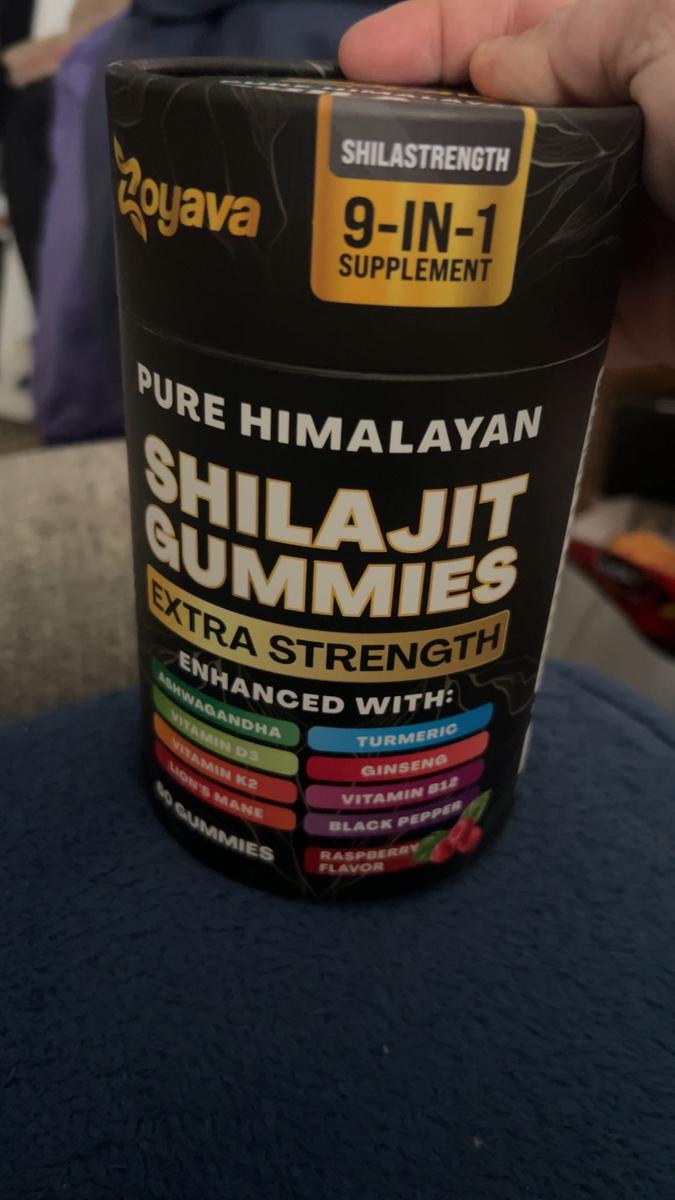 Zoyava
SHILASTRENGTH
9-IN-1
SUPPLEMENT
PURE HIMALAYAN
SHILAJIT
GUMMIES
EXTRA STRENGTH
ENHANCED WITH:
ASHWAGANDHA
VITAMIN D3
VITAMIN K2
LION'S MANE
60 GUMMIES
TURMERIC
GINSENG
VITAMIN B12
BLACK PEPPER
RASPBERRY
FLAVOR